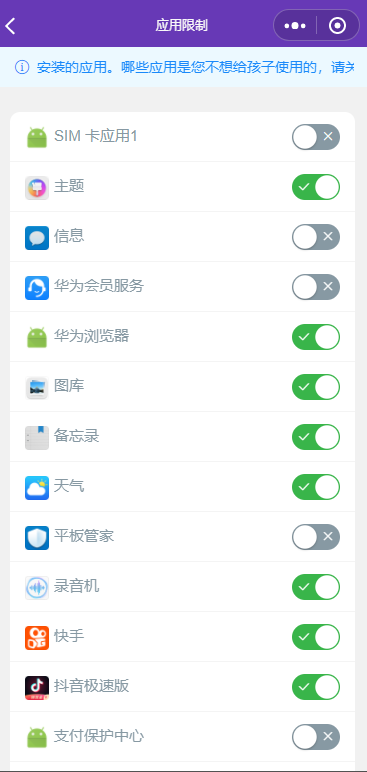 应用限制
安装的应用。哪些应用是您不想给孩子使用的，请关
SIM 卡应用1
主题
信息
华为会员服务
华为浏览器
图库
备忘录
天气
平板管家
录音机
快手
抖音极速版
支付保护中心